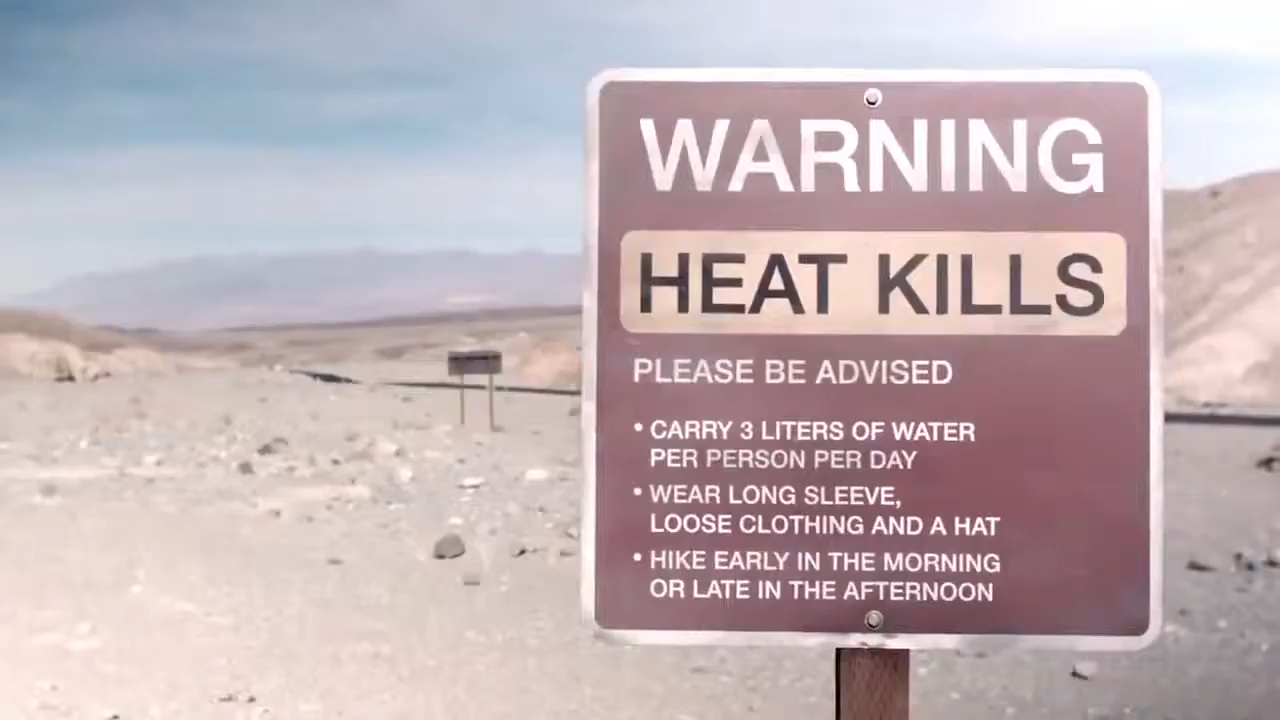 WARNING
HEAT KILLS
PLEASE BE ADVISED
• CARRY 3 LITERS OF WATER
PER PERSON PER DAY
• WEAR LONG SLEEVE,
LOOSE CLOTHING AND A HAT
• HIKE EARLY IN THE MORNING
OR LATE IN THE AFTERNOON